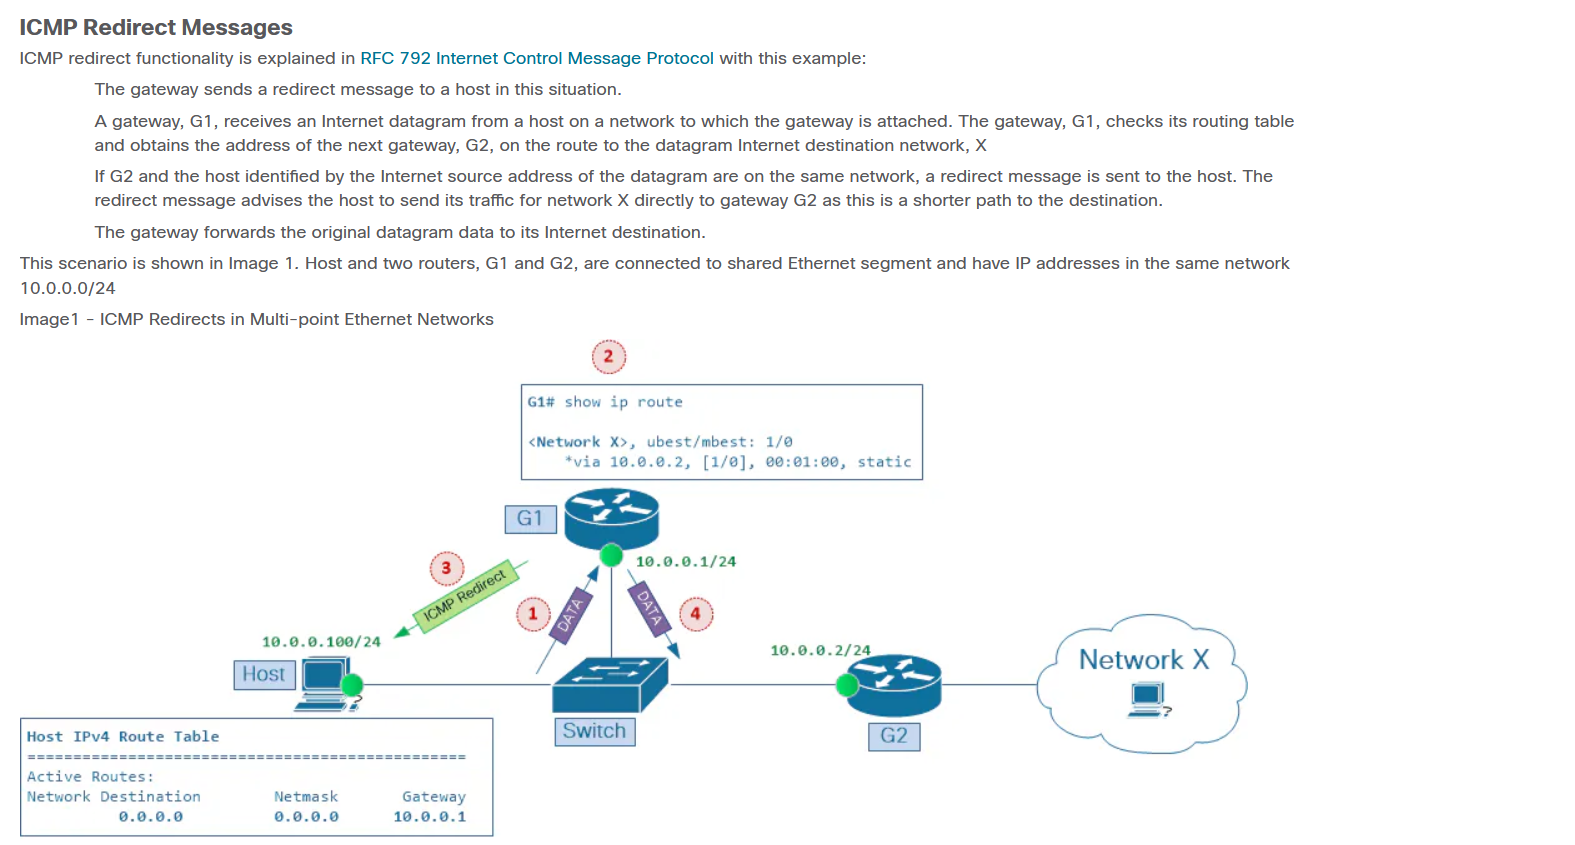 ICMP Redirect Messages
ICMP redirect functionality is explained in RFC 792 Internet Control Message Protocol with this example:
The gateway sends a redirect message to a host in this situation.
A gateway, G1, receives an Internet datagram from a host on a network to which the gateway is attached. The gateway, G1, checks its routing table
and obtains the address of the next gateway, G2, on the route to the datagram Internet destination network, X
If G2 and the host identified by the Internet source address of the datagram are on the same network, a redirect message is sent to the host. The
redirect message advises the host to send its traffic for network X directly to gateway G2 as this is a shorter path to the destination.
The gateway forwards the original datagram data to its Internet destination.
This scenario is shown in Image 1. Host and two routers, G1 and G2, are connected to shared Ethernet segment and have IP addresses in the same network
10.0.0.0/24
Image1 - ICMP Redirects in Multi-point Ethernet Networks
2
G1# show ip route
<Network X>, ubest/mbest: 1/0
*via 10.0.0.2, [1/0], 00:01:00, static
G1
10.0.0.1/24
3
ICMP Redirect
1
DATA
DATA
4
10.0.0.100/24
Host
?
Switch
10.0.0.2/24
G2
Network X
?
Host IPv4 Route Table
================================================
Active Routes:
Network Destination Netmask Gateway
0.0.0.0 0.0.0.0 10.0.0.1